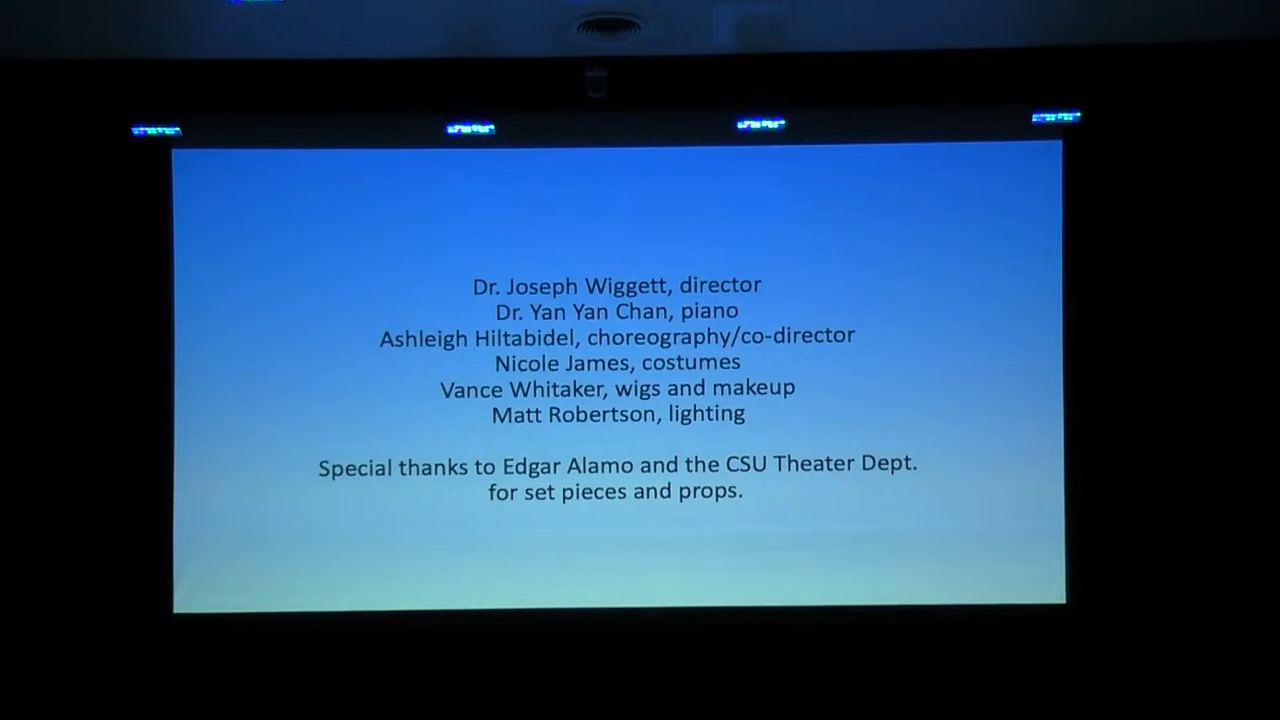 Dr. Joseph Wiggett, director
Dr. Yan Yan Chan, piano
Ashleigh Hiltabidel, choreography/co-director
Nicole James, costumes
Vance Whitaker, wigs and makeup
Matt Robertson, lighting
Special thanks to Edgar Alamo and the CSU Theater Dept.
for set pieces and props.